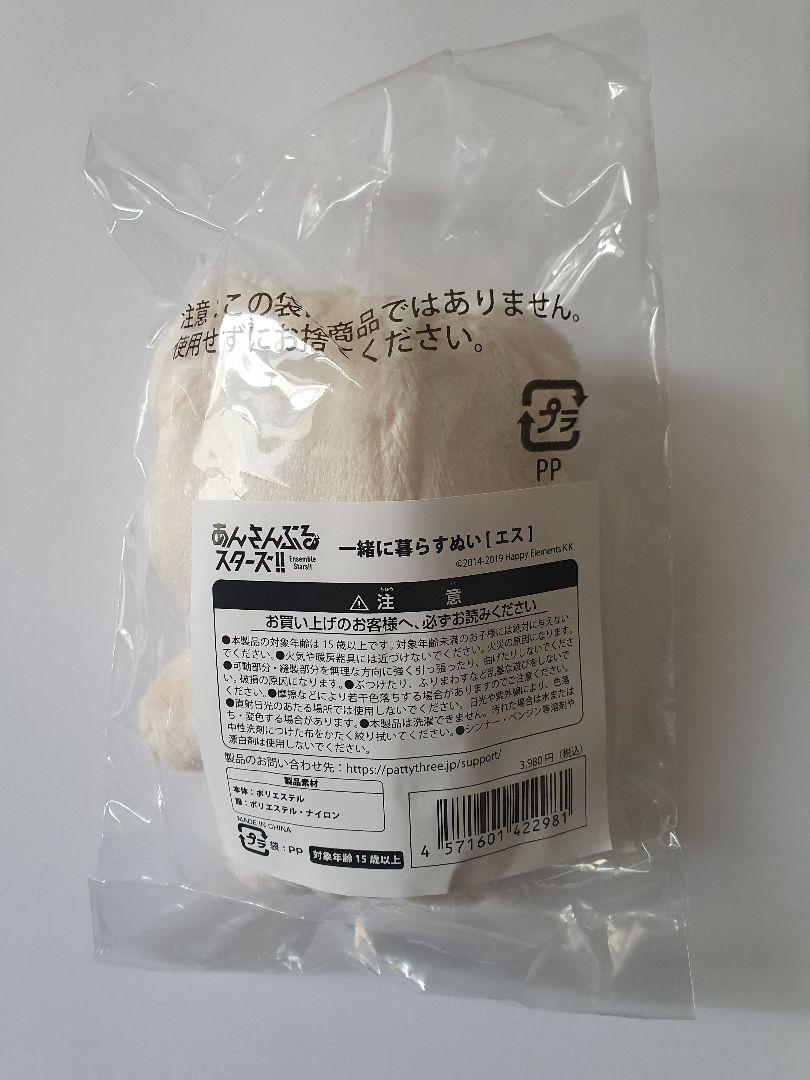 注意:この袋 ではありません。
使用せずにお捨 ください。
商品
プラ
PP
あんさんぶる
スターズ!!
Ensemble
Stars!!
一緒に暮らすぬい [ エス ]
©2014-2019 Happy Elements K.K
ちゅう い
⚠ 注 意
お買い上げのお客様へ、必ずお読みください
●本製品の対象年齢は 15 歳以上です。対象年齢未満のお子様には絶対に与えない
でください。●火気や暖房器具には近づけないでください。火災の原因になります。
●可動部分・縫製部分を無理な方向に強く引っ張ったり、曲げたりしないでくださ
い。破損の原因になります。●ぶつけたり、ふりまわすなど乱暴な遊びをしないで
ください。●摩擦などにより若干色落ちする場合がありますのでご注意ください。
●直射日光のあたる場所では使用しないでください。日光や紫外線により、色落
ち・変色する場合があります。●本製品は洗濯できません。汚れた場合は水または
中性洗剤につけた布をかたく絞り拭いてください。●シンナー・ベンジン等溶剤や
漂白剤は使用しないでください。
製品のお問い合わせ先：https://pattythree.jp/support/
3,980 円（税込）
製品素材
本体：ポリエステル
：ポリエステル・ナイロン
MADE IN CHINA
プラ 袋：PP
対象年齢 15 歳以上
4 571601 422981